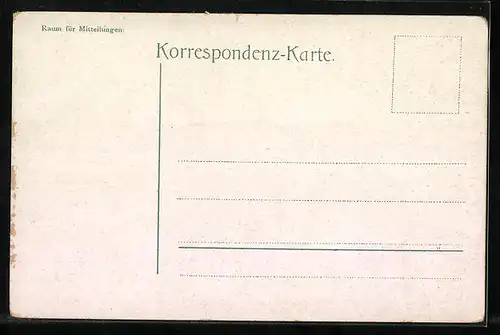 Raum für Mitteilungen
Korrespondenz-Karte.